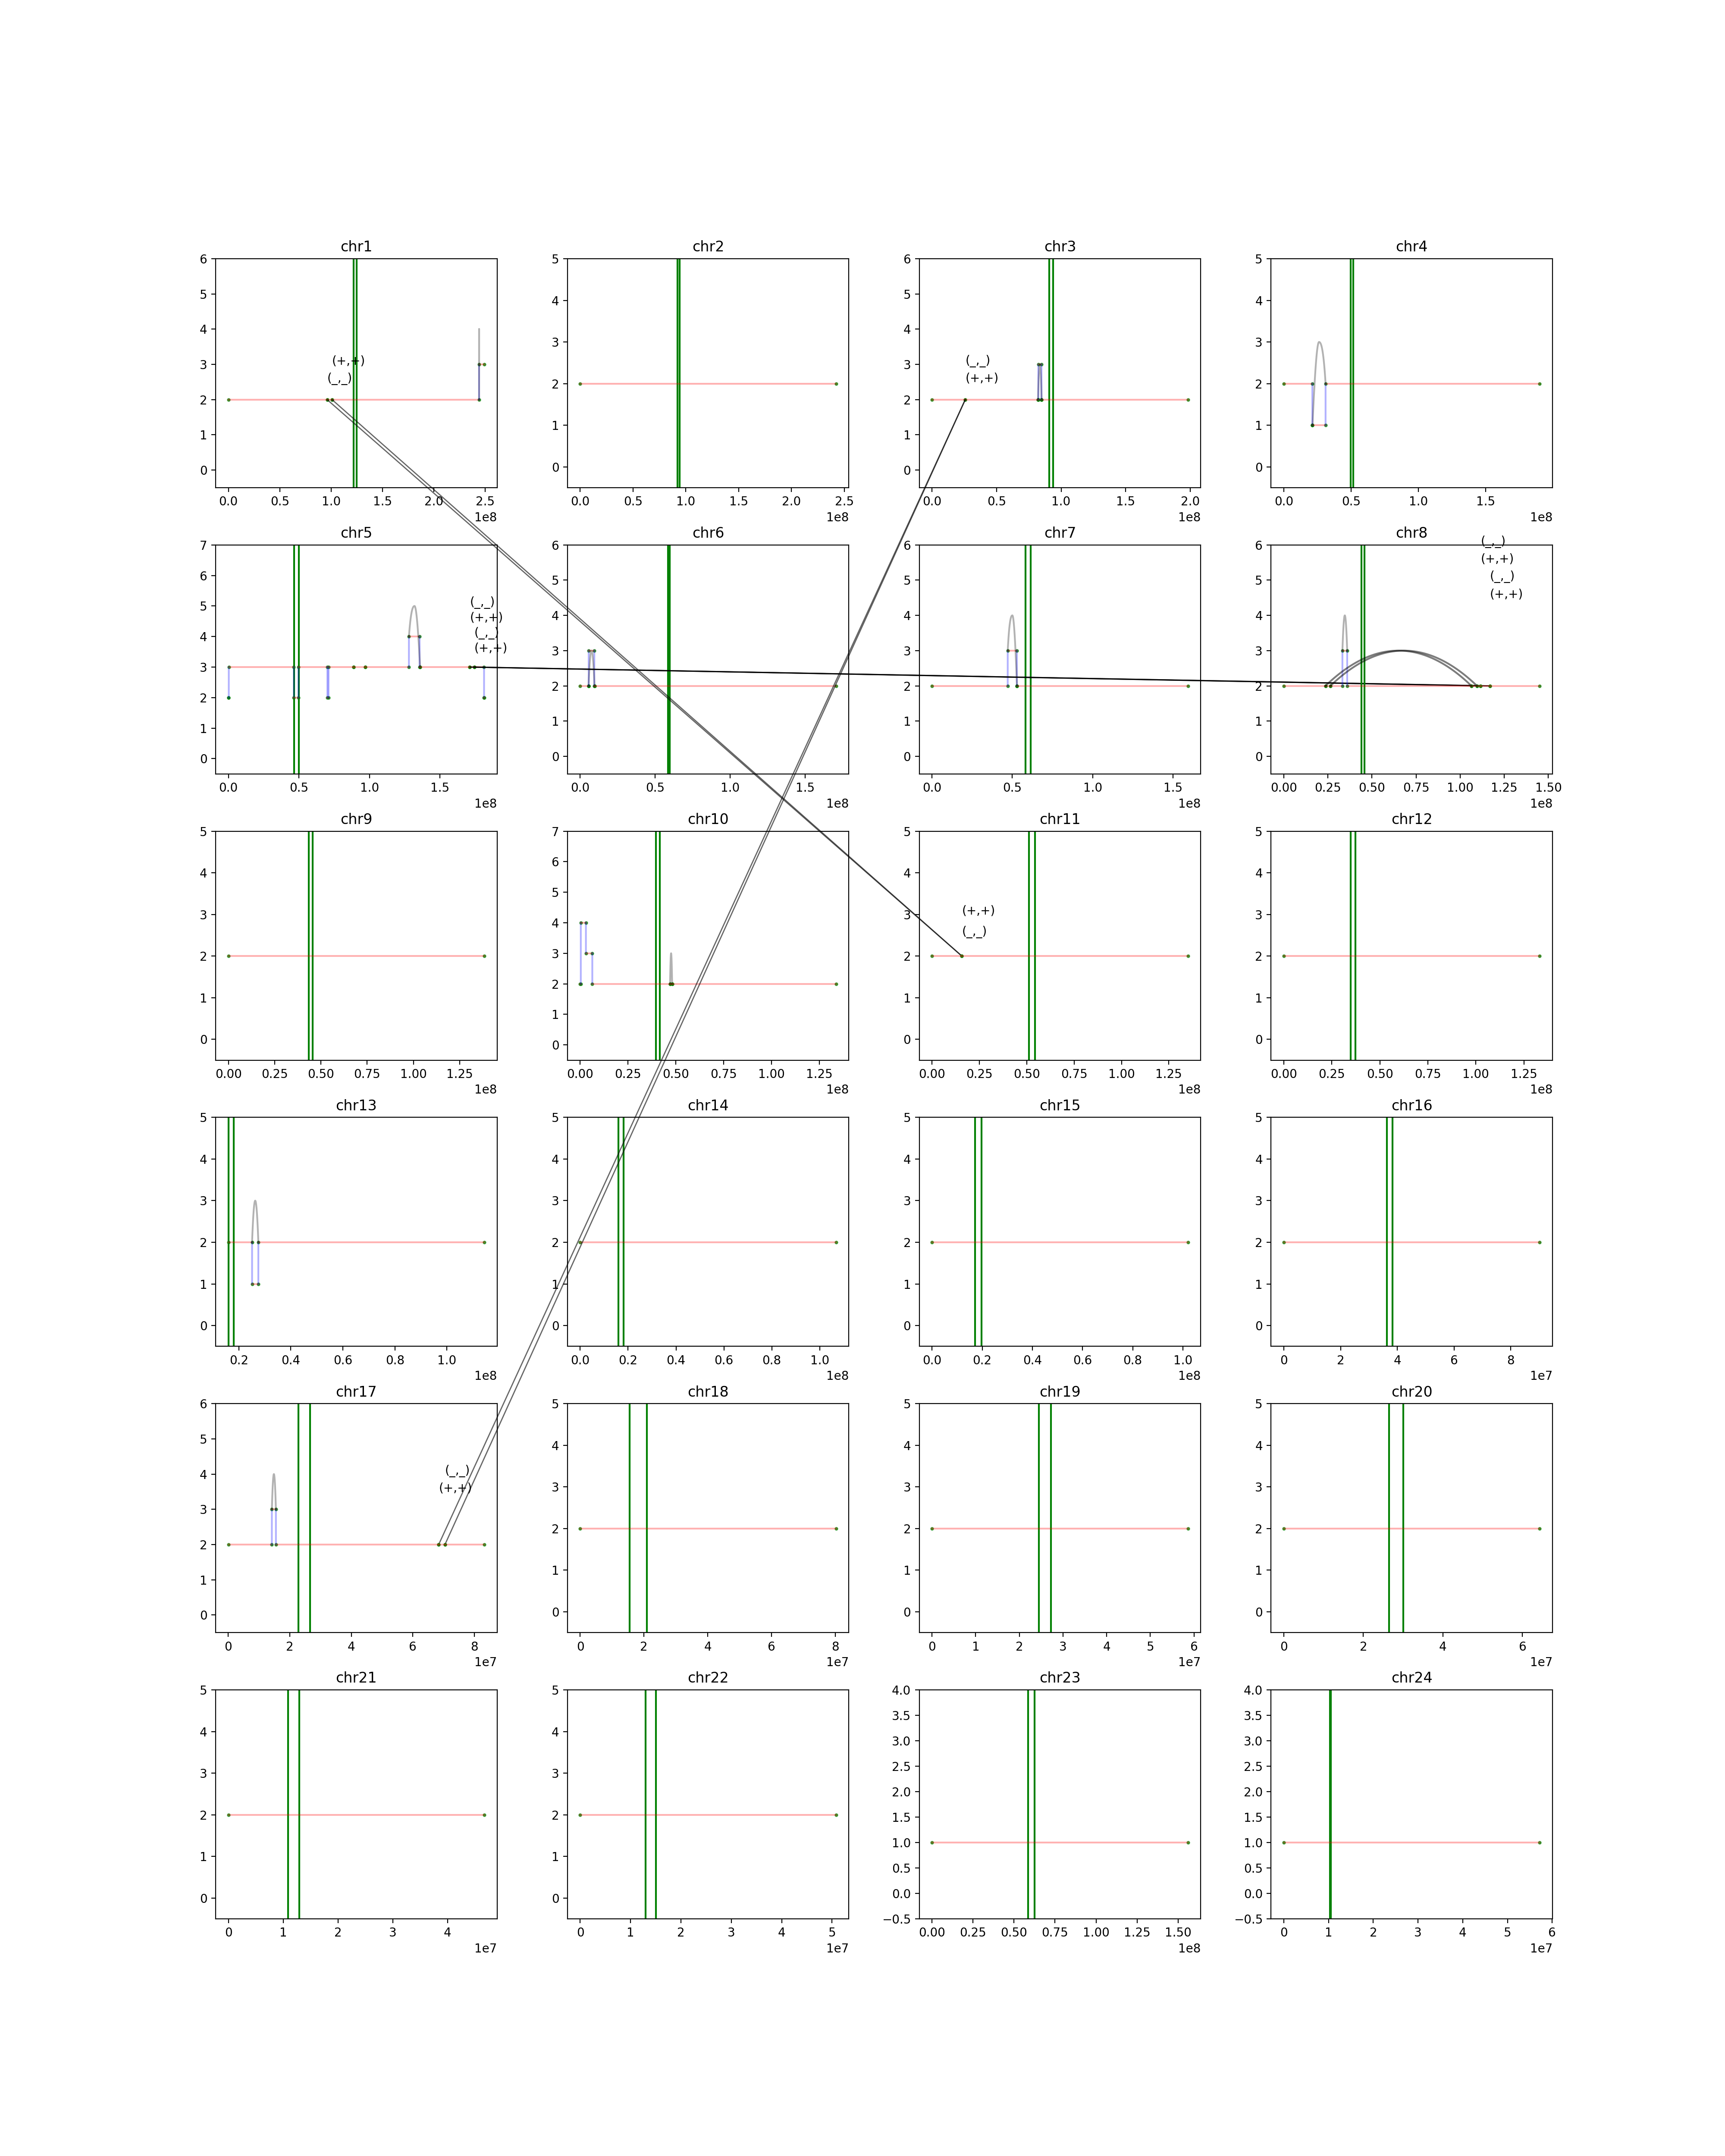 chr1 chr2 chr3 chr4
6 5 4 3 2 1 0
(+,+)
(_,_)
0.0 0.5 1.0 1.5 2.0 2.5
1e8
5 4 3 2 1 0
0.0 0.5 1.0 1.5 2.0 2.5
1e8
6 5 4 3 2 1 0
(_,_)
(+,+)
0.0 0.5 1.0 1.5 2.0
1e8
5 4 3 2 1 0
0.0 0.5 1.0 1.5
1e8
chr5 chr6 chr7 chr8
7 6 5 4 3 2 1 0
(_,_)
(+,+)
(_,_)
(+,+)
0.0 0.5 1.0 1.5
1e8
6 5 4 3 2 1 0
0.0 0.5 1.0 1.5
1e8
6 5 4 3 2 1 0
0.0 0.5 1.0 1.5
1e8
(_,_)
6 5 4 3 2 1 0
(+,+)
(_,_)
(+,+)
0.00 0.25 0.50 0.75 1.00 1.25 1.50
1e8
chr9 chr10 chr11 chr12
5 4 3 2 1 0
0.00 0.25 0.50 0.75 1.00 1.25
1e8
7 6 5 4 3 2 1 0
0.00 0.25 0.50 0.75 1.00 1.25
1e8
5 4 3 2 1 0
(+,+)
(_,_)
0.00 0.25 0.50 0.75 1.00 1.25
1e8
5 4 3 2 1 0
0.00 0.25 0.50 0.75 1.00 1.25
1e8
chr13 chr14 chr15 chr16
5 4 3 2 1 0
0.2 0.4 0.6 0.8 1.0
1e8
5 4 3 2 1 0
0.0 0.2 0.4 0.6 0.8 1.0
1e8
5 4 3 2 1 0
0.0 0.2 0.4 0.6 0.8 1.0
1e8
5 4 3 2 1 0
0 2 4 6 8
1e7
chr17 chr18 chr19 chr20
6 5 4 3 2 1 0
(_,_)
(+,+)
0 2 4 6 8
1e7
5 4 3 2 1 0
0 2 4 6 8
1e7
5 4 3 2 1 0
0 1 2 3 4 5 6
1e7
5 4 3 2 1 0
0 2 4 6
1e7
chr21 chr22 chr23 chr24
5 4 3 2 1 0
0 1 2 3 4
1e7
5 4 3 2 1 0
0 1 2 3 4 5
1e7
4.0 3.5 3.0 2.5 2.0 1.5 1.0 0.5 0.0 −0.5
0.00 0.25 0.50 0.75 1.00 1.25 1.50
1e8
4.0 3.5 3.0 2.5 2.0 1.5 1.0 0.5 0.0 −0.5
0 1 2 3 4 5 6
1e7